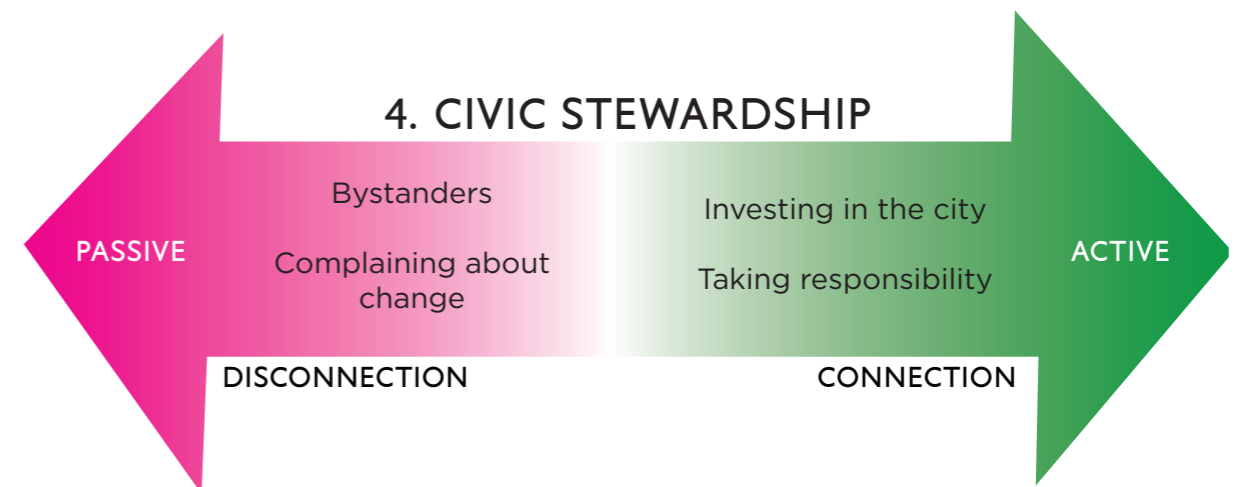 4. CIVIC STEWARDSHIP
PASSIVE
Bystanders
Complaining about
change
Investing in the city
Taking responsibility
ACTIVE
DISCONNECTION
CONNECTION